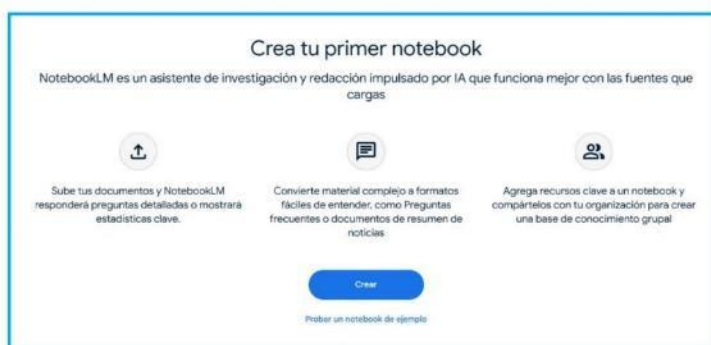 Crea tu primer notebook
NotebookLM es un asistente de investigación y redacción impulsado por IA que funciona mejor con las fuentes que
cargas
Sube tus documentos y NotebookLM
responderá preguntas detalladas o mostrará
estadísticas clave.
Convierte material complejo a formatos
fáciles de entender, como Preguntas
frecuentes o documentos de resumen de
noticias
Agrega recursos clave a un notebook y
compártelos con tu organización para crear
una base de conocimiento grupal
Crear
Probar un notebook de ejemplo